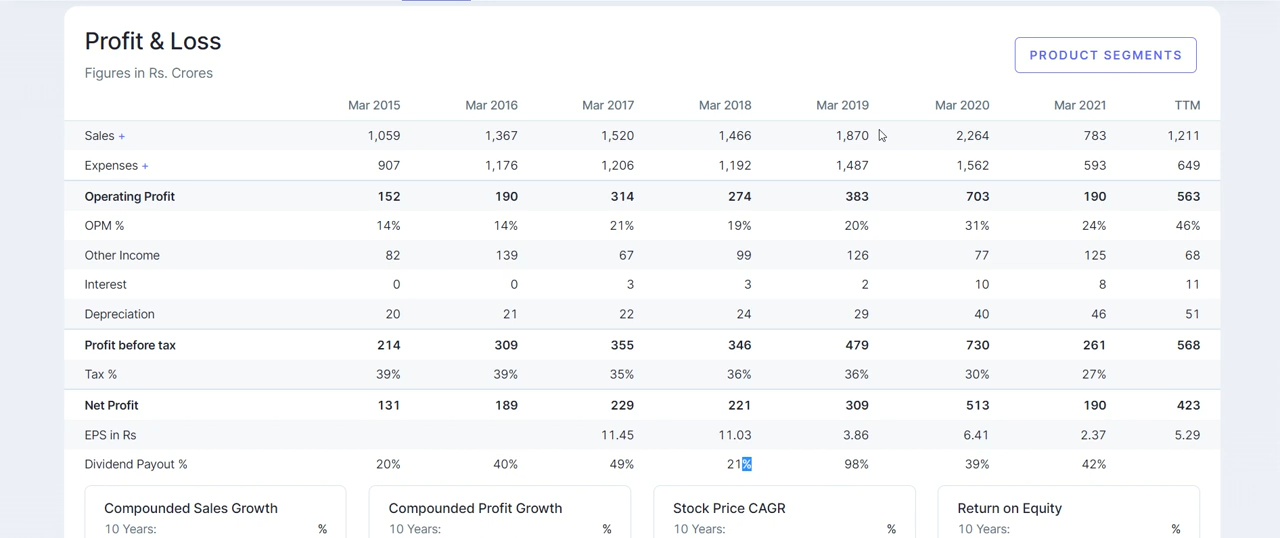 Profit & Loss
PRODUCT SEGMENTS
Figures in Rs. Crores
Mar 2015 Mar 2016 Mar 2017 Mar 2018 Mar 2019 Mar 2020 Mar 2021 TTM
Sales + 1,059 1,367 1,520 1,466 1,870 2,264 783 1,211
Expenses + 907 1,176 1,206 1,192 1,487 1,562 593 649
Operating Profit 152 190 314 274 383 703 190 563
OPM % 14% 14% 21% 19% 20% 31% 24% 46%
Other Income 82 139 67 99 126 77 125 68
Interest 0 0 3 3 2 10 8 11
Depreciation 20 21 22 24 29 40 46 51
Profit before tax 214 309 355 346 479 730 261 568
Tax % 39% 39% 35% 36% 36% 30% 27%
Net Profit 131 189 229 221 309 513 190 423
EPS in Rs 11.45 11.03 3.86 6.41 2.37 5.29
Dividend Payout % 20% 40% 49% 21% 98% 39% 42%
Compounded Sales Growth Compounded Profit Growth Stock Price CAGR Return on Equity
10 Years: % 10 Years: % 10 Years: % 10 Years: %